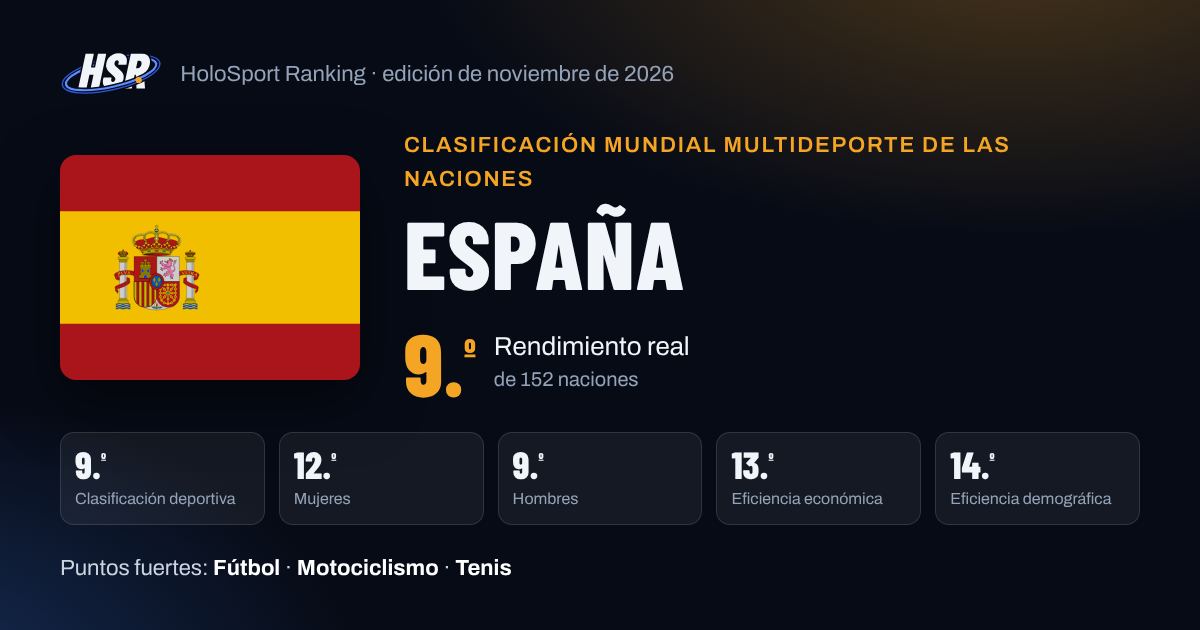 HSR
HoloSport Ranking · edición de noviembre de 2026
CLASIFICACIÓN MUNDIAL MULTIDEPORTE DE LAS
NACIONES
ESPAÑA
9.º Rendimiento real
de 152 naciones
9.º
Clasificación deportiva
12.º
Mujeres
9.º
Hombres
13.º
Eficiencia económica
14.º
Eficiencia demográfica
Puntos fuertes: Fútbol · Motociclismo · Tenis